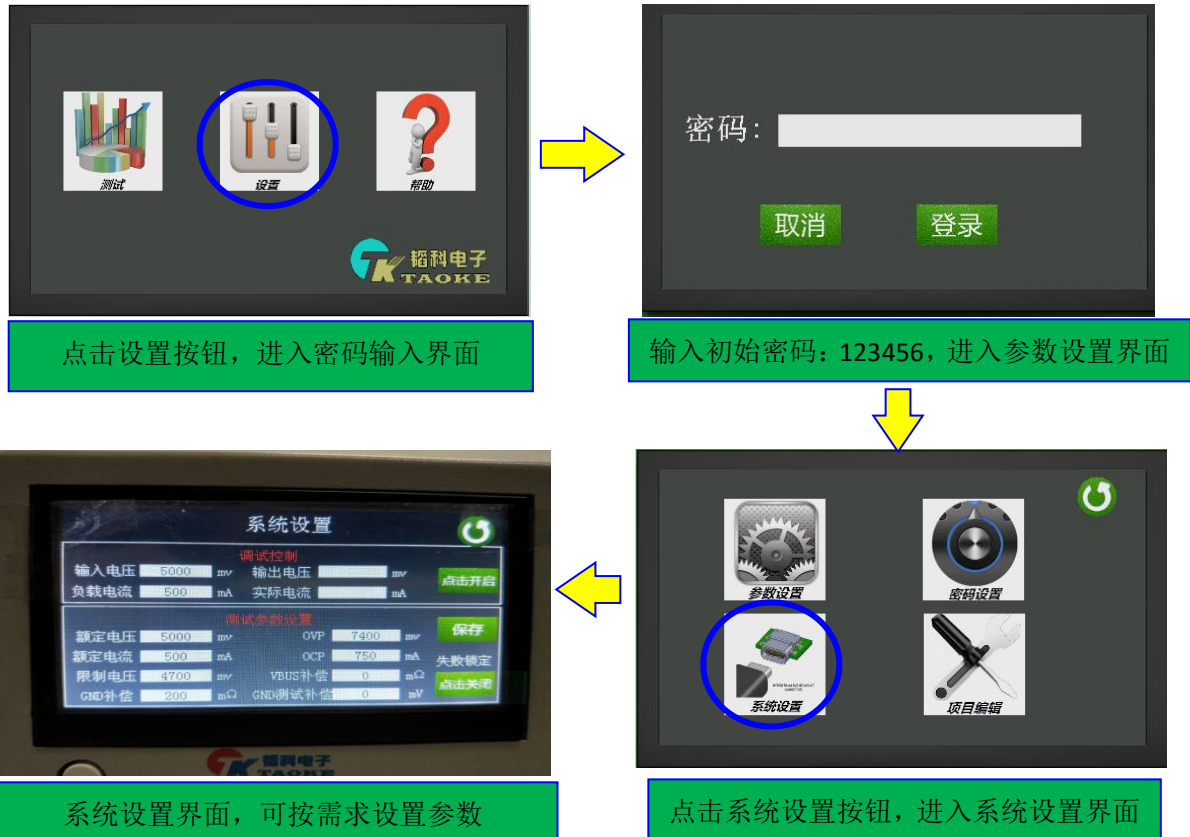 测试
设置
帮助
韬科电子
TAOKE
点击设置按钮，进入密码输入界面
密码:
取消
登录
输入初始密码：123456，进入参数设置界面
参数设置
密码设置
系统设置
项目编辑
点击系统设置按钮，进入系统设置界面
系统设置
调试控制
输入电压 5000 mv 输出电压 mv
点击开启
负载电流 500 mA 实际电流 mA
测试参数设置
额定电压 5000 mv OVP 7400 mv 保存
额定电流 500 mA OCP 750 mA 失败锁定
限制电压 4700 mv VBUS补偿 0 mΩ 点击关闭
GND补偿 200 mΩ GND测试补偿 0 mV
韬科电子
TAOKE
系统设置界面，可按需求设置参数